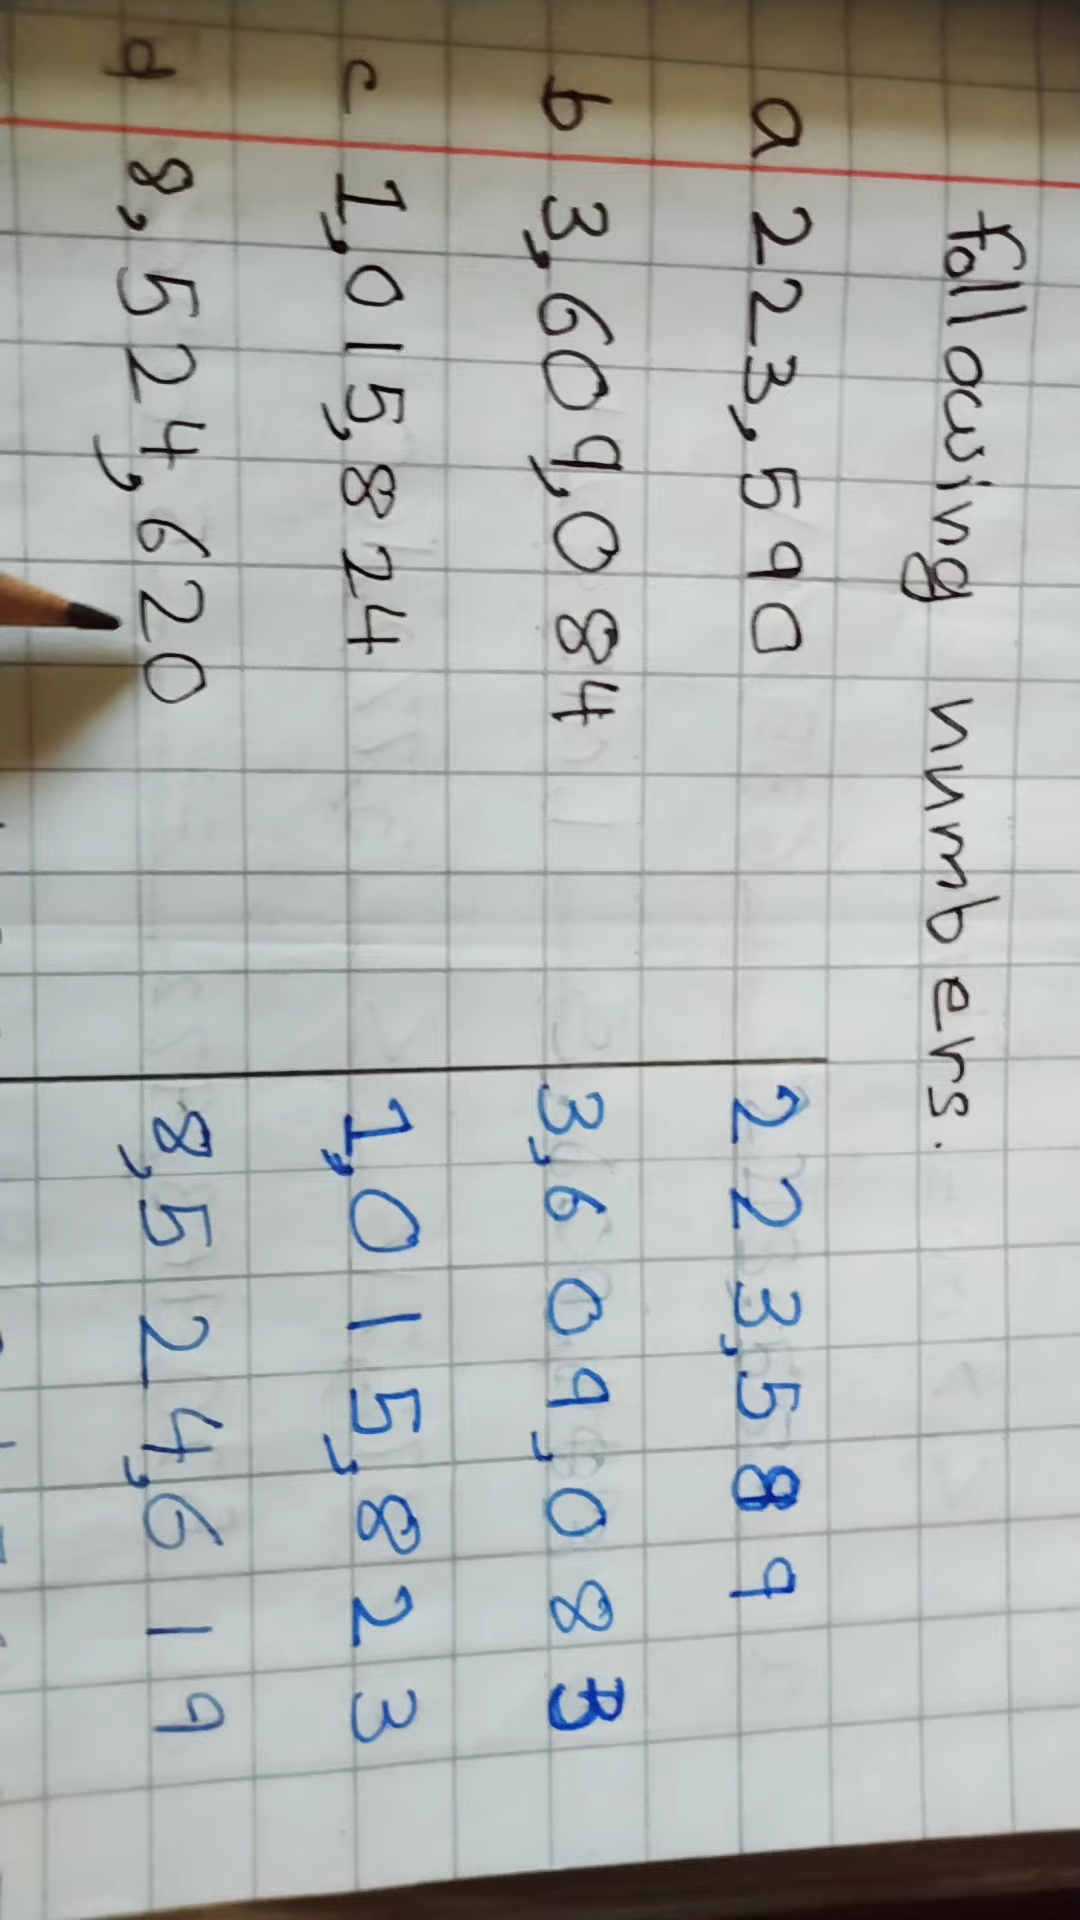 following numbers.
a 223,590 223,589
b 3,609,084 3,609,083
c 1,015,824 1,015,823
d 8,524,620 8,524,619